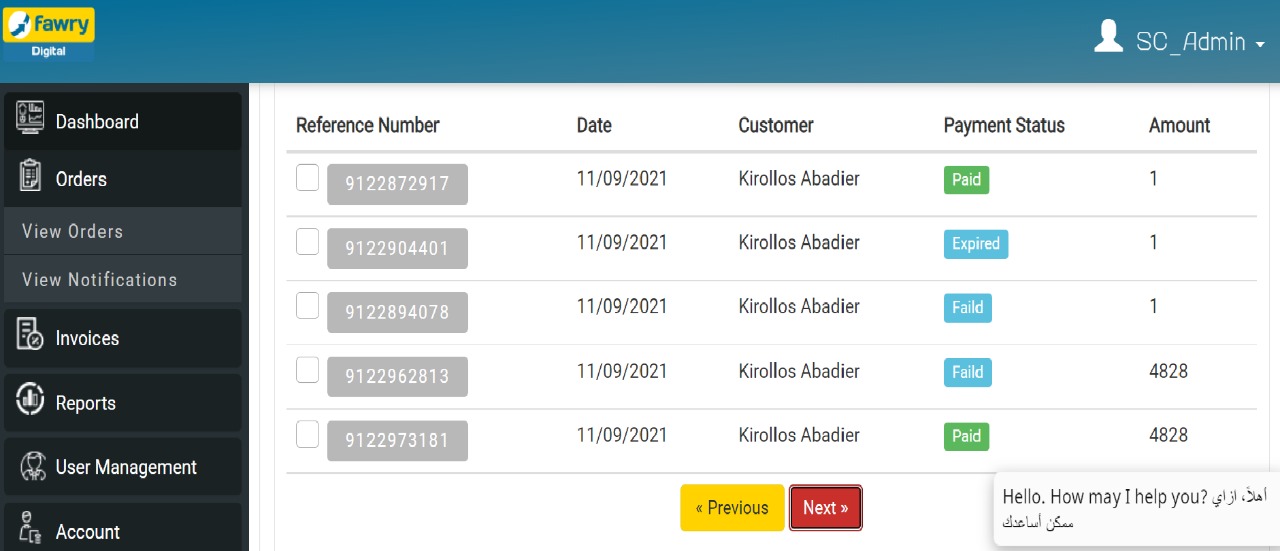 fawry
Digital
SC_Admin
Dashboard
Orders
View Orders
View Notifications
Invoices
Reports
User Management
Account
Reference Number Date Customer Payment Status Amount
9122872917 11/09/2021 Kirollos Abadier Paid 1
9122904401 11/09/2021 Kirollos Abadier Expired 1
9122894078 11/09/2021 Kirollos Abadier Faild 1
9122962813 11/09/2021 Kirollos Abadier Faild 4828
9122973181 11/09/2021 Kirollos Abadier Paid 4828
« Previous Next »
Hello. How may I help you? أهلاً، ازاي
ممكن أساعدك